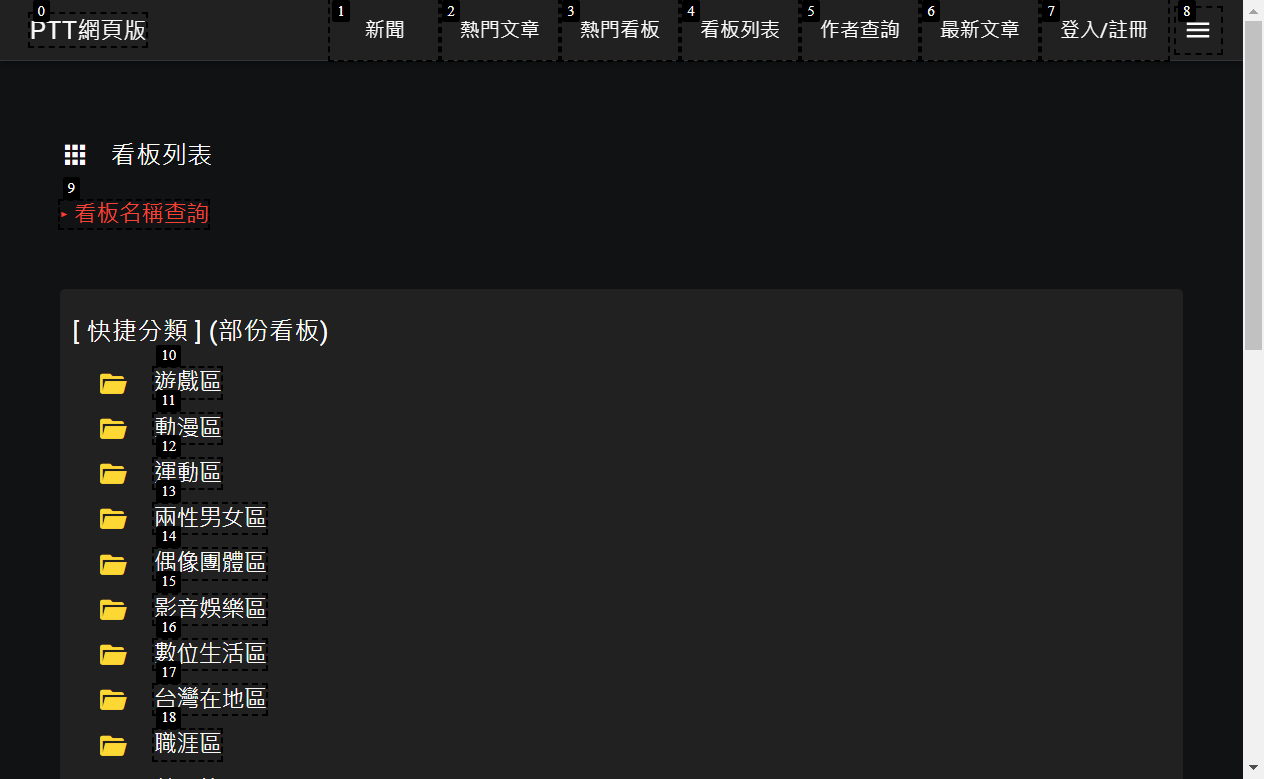 0
PTT網頁版
1
新聞
2
熱門文章
3
熱門看板
4
看板列表
5
作者查詢
6
最新文章
7
登入/註冊
8
看板列表
9
▸ 看板名稱查詢
[ 快捷分類 ] (部份看板)
10
遊戲區
11
動漫區
12
運動區
13
兩性男女區
14
偶像團體區
15
影音娛樂區
16
數位生活區
17
台灣在地區
18
職涯區